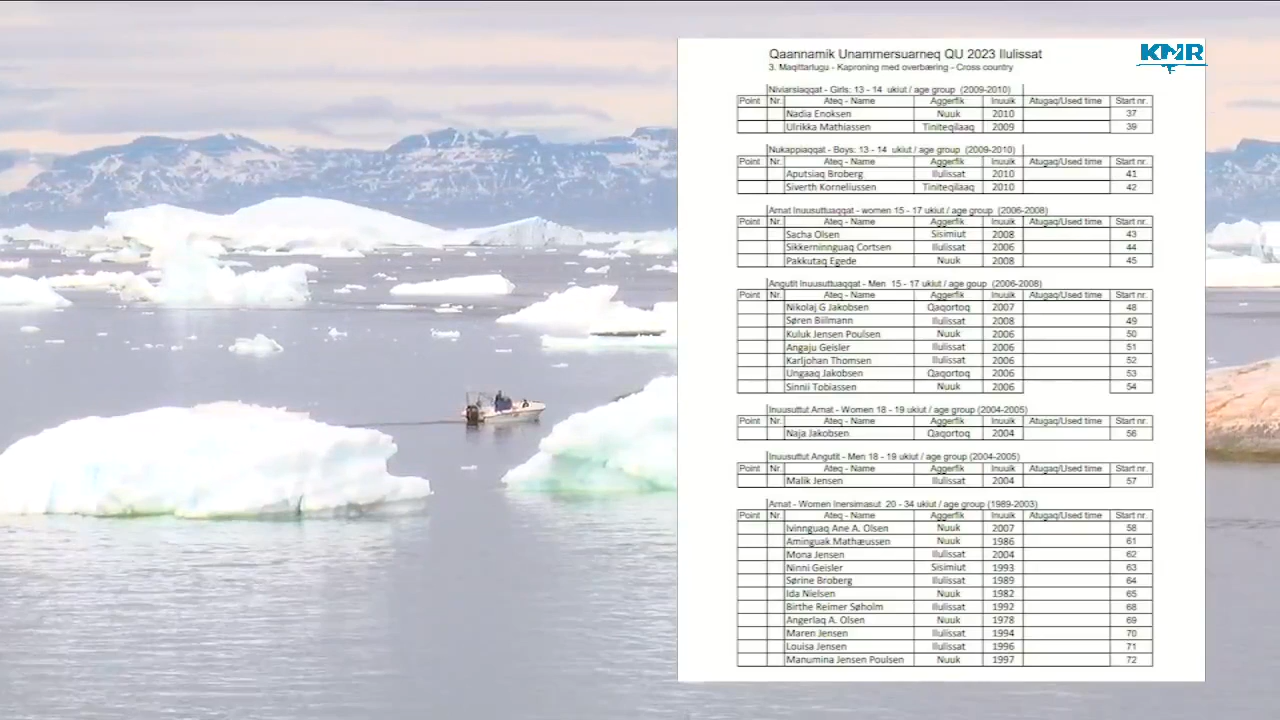 KNR
Qaannamik Unammersuarneq QU 2023 Ilulissat
3. Maqittarlugu - Kaproning med overbæring - Cross country
Niviarsiaqqat - Girls: 13 - 14 ukiut / age group (2009-2010)
Point Nr. Ateq - Name Aggerfik Inuuik Atugaq/Used time Start nr.
Nadia Enoksen Nuuk 2010 37
Ulrikka Mathiassen Tiniteqilaaq 2009 39
Nukappiaqqat - Boys: 13 - 14 ukiut / age group (2009-2010)
Point Nr. Ateq - Name Aggerfik Inuuik Atugaq/Used time Start nr.
Aputsiaq Broberg Ilulissat 2010 41
Siverth Korneliussen Tiniteqilaaq 2010 42
Arnat Inuusuttuaqqat - women 15 - 17 ukiut / age group (2006-2008)
Point Nr. Ateq - Name Aggerfik Inuuik Atugaq/Used time Start nr.
Sacha Olsen Sisimiut 2008 43
Sikkerninnguaq Cortsen Ilulissat 2006 44
Pakkutaq Egede Nuuk 2008 45
Angutit Inuusuttuaqqat - Men 15 - 17 ukiut / age goup (2006-2008)
Point Nr. Ateq - Name Aggerfik Inuuik Atugaq/Used time Start nr.
Nikolaj G Jakobsen Qaqortoq 2007 48
Søren Biilmann Ilulissat 2008 49
Kuluk Jensen Poulsen Nuuk 2006 50
Angaju Geisler Ilulissat 2006 51
Karljohan Thomsen Ilulissat 2006 52
Ungaaq Jakobsen Qaqortoq 2006 53
Sinnii Tobiassen Nuuk 2006 54
Inuusuttut Arnat - Women 18 - 19 ukiut / age group (2004-2005)
Point Nr. Ateq - Name Aggerfik Inuuik Atugaq/Used time Start nr.
Naja Jakobsen Qaqortoq 2004 56
Inuusuttut Angutit - Men 18 - 19 ukiut / age group (2004-2005)
Point Nr. Ateq - Name Aggerfik Inuuik Atugaq/Used time Start nr.
Malik Jensen Ilulissat 2004 57
Arnat - Women Inersimasut 20 - 34 ukiut / age group (1989-2003)
Point Nr. Ateq - Name Aggerfik Inuuik Atugaq/Used time Start nr.
Ivinnguaq Ane A. Olsen Nuuk 2007 58
Aminguak Mathæussen Nuuk 1986 61
Mona Jensen Ilulissat 2004 62
Ninni Geisler Sisimiut 1993 63
Sørine Broberg Ilulissat 1989 64
Ida Nielsen Nuuk 1982 65
Birthe Reimer Søholm Ilulissat 1992 68
Angerlaq A. Olsen Nuuk 1978 69
Maren Jensen Ilulissat 1994 70
Louisa Jensen Ilulissat 1996 71
Manumina Jensen Poulsen Nuuk 1997 72